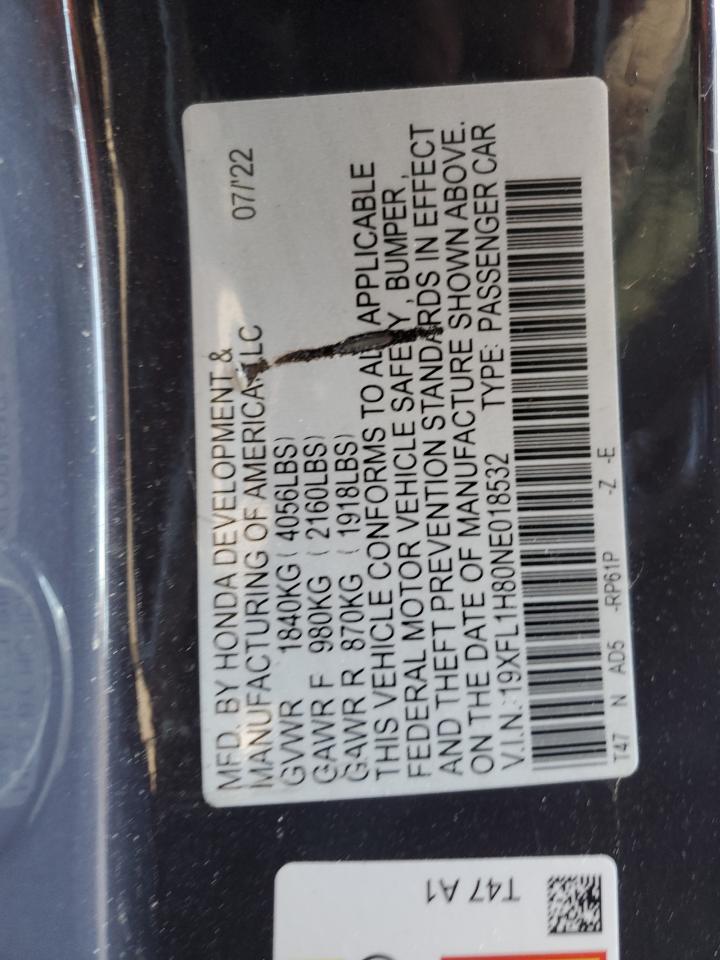 MFD. BY HONDA DEVELOPMENT &
MANUFACTURING OF AMERICA, LLC 07/'22
GVWR 1840KG ( 4056LBS)
GAWR F 980KG ( 2160LBS)
GAWR R 870KG ( 1918LBS)
THIS VEHICLE CONFORMS TO ALL APPLICABLE
FEDERAL MOTOR VEHICLE SAFETY, BUMPER,
AND THEFT PREVENTION STANDARDS IN EFFECT
ON THE DATE OF MANUFACTURE SHOWN ABOVE.
V.I.N.:19XFL1H80NE018532 TYPE: PASSENGER CAR
T47 N AD5 -RP61P -Z -E
T47 A1